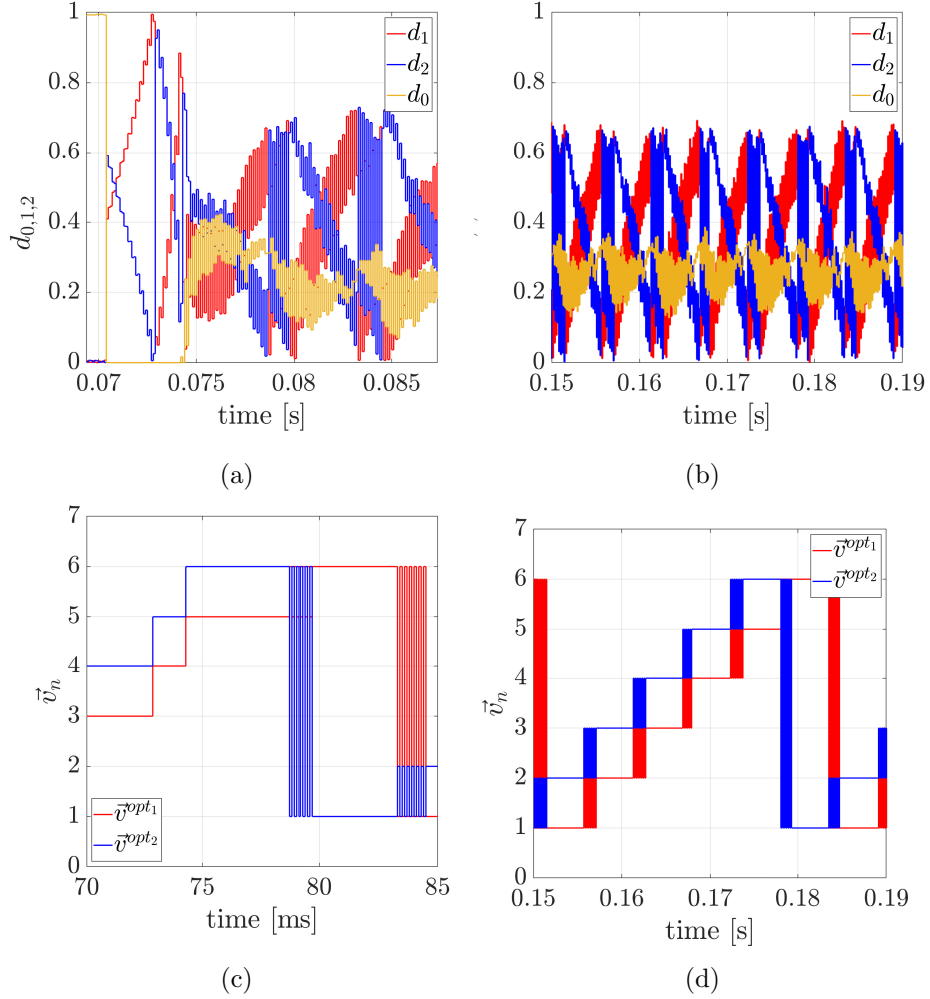 1
0.8
0.6
0.4
0.2
0
d₀,₁,₂
d₁
d₂
d₀
0.07
0.075
0.08
0.085
time [s]
(a)
1
0.8
0.6
0.4
0.2
0
d₁
d₂
d₀
0.15
0.16
0.17
0.18
0.19
time [s]
(b)
7
6
5
4
3
2
1
0
v⃗ₙ
v⃗ᵒᵖᵗ₁
v⃗ᵒᵖᵗ₂
70
75
80
85
time [ms]
(c)
7
6
5
4
3
2
1
0
v⃗ₙ
v⃗ᵒᵖᵗ₁
v⃗ᵒᵖᵗ₂
0.15
0.16
0.17
0.18
0.19
time [s]
(d)